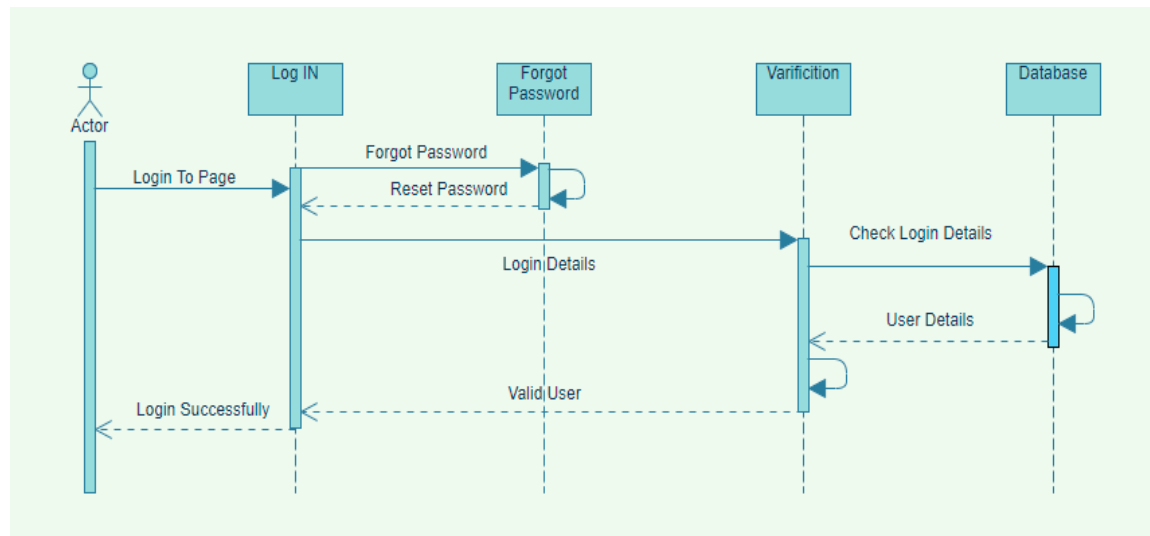 Log IN
Forgot
Password
Varificition
Database
Actor
Forgot Password
Login To Page
Reset Password
Check Login Details
Login Details
User Details
Valid User
Login Successfully